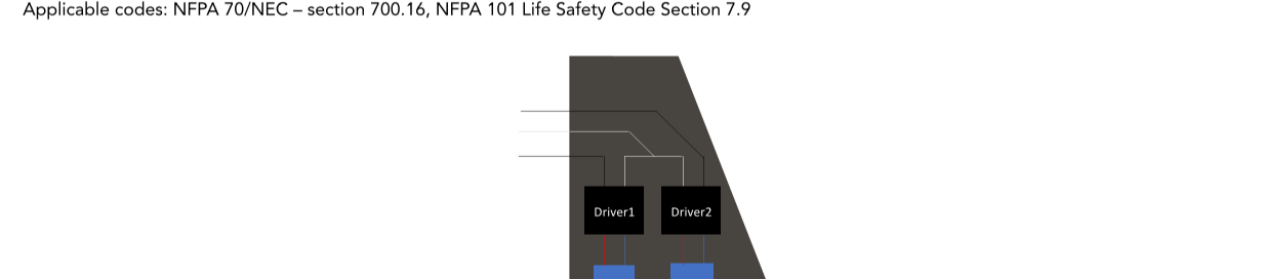 Applicable codes: NFPA 70/NEC – section 700.16, NFPA 101 Life Safety Code Section 7.9
Driver1 Driver2